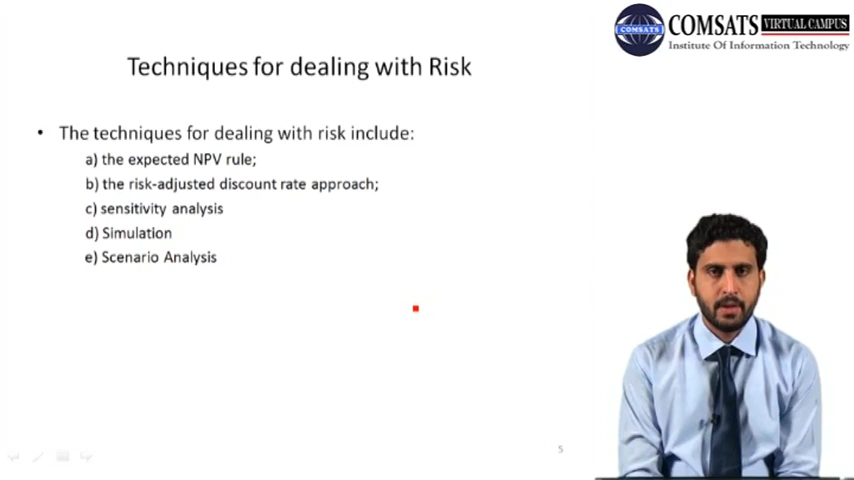 COMSATS
COMSATS VIRTUAL CAMPUS
Institute Of Information Technology
Techniques for dealing with Risk
• The techniques for dealing with risk include:
a) the expected NPV rule;
b) the risk-adjusted discount rate approach;
c) sensitivity analysis
d) Simulation
e) Scenario Analysis
5